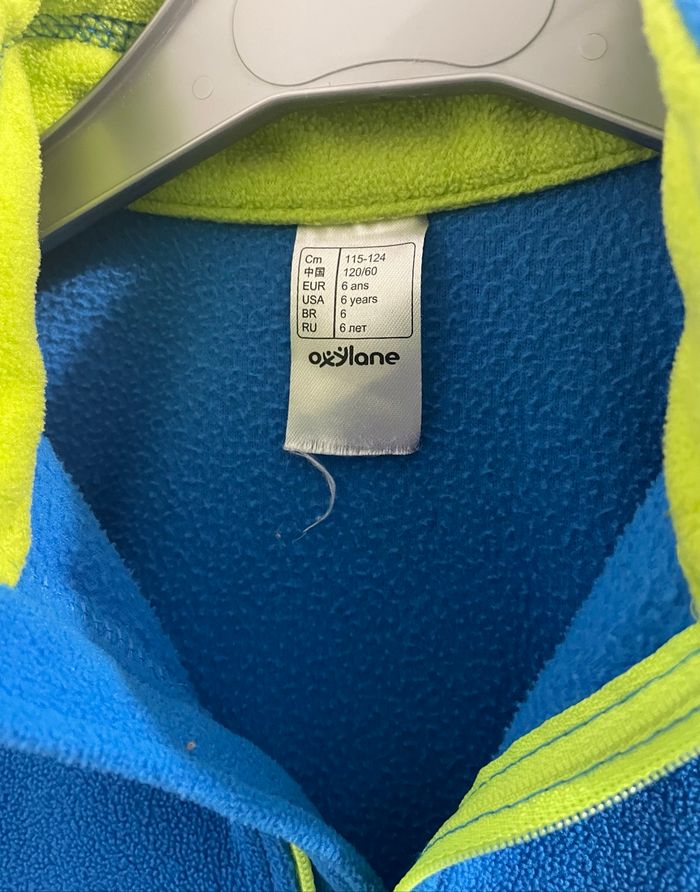 Cm 115-124
中国 120/60
EUR 6 ans
USA 6 years
BR 6
RU 6 лет
oxylane